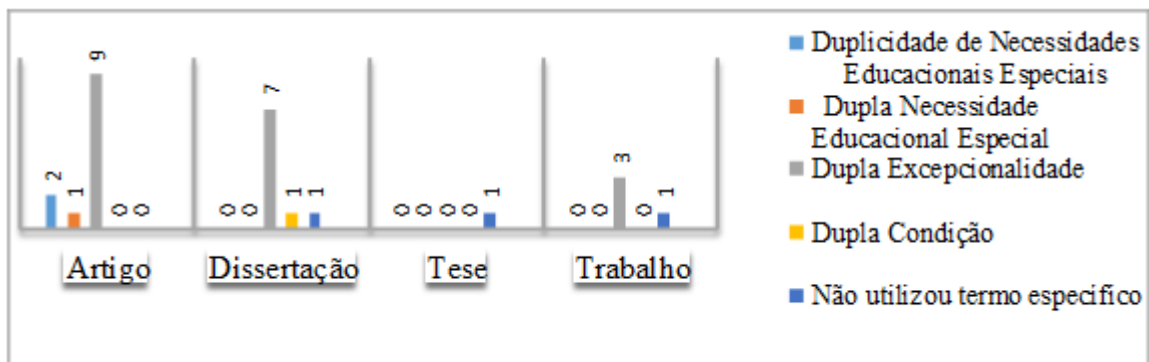 2
1
9
0
0
0
0
7
1
1
0
0
0
0
1
0
0
3
0
1
Artigo
Dissertação
Tese
Trabalho
Duplicidade de Necessidades
Educacionais Especiais
Dupla Necessidade
Educacional Especial
Dupla Excepcionalidade
Dupla Condição
Não utilizou termo específico